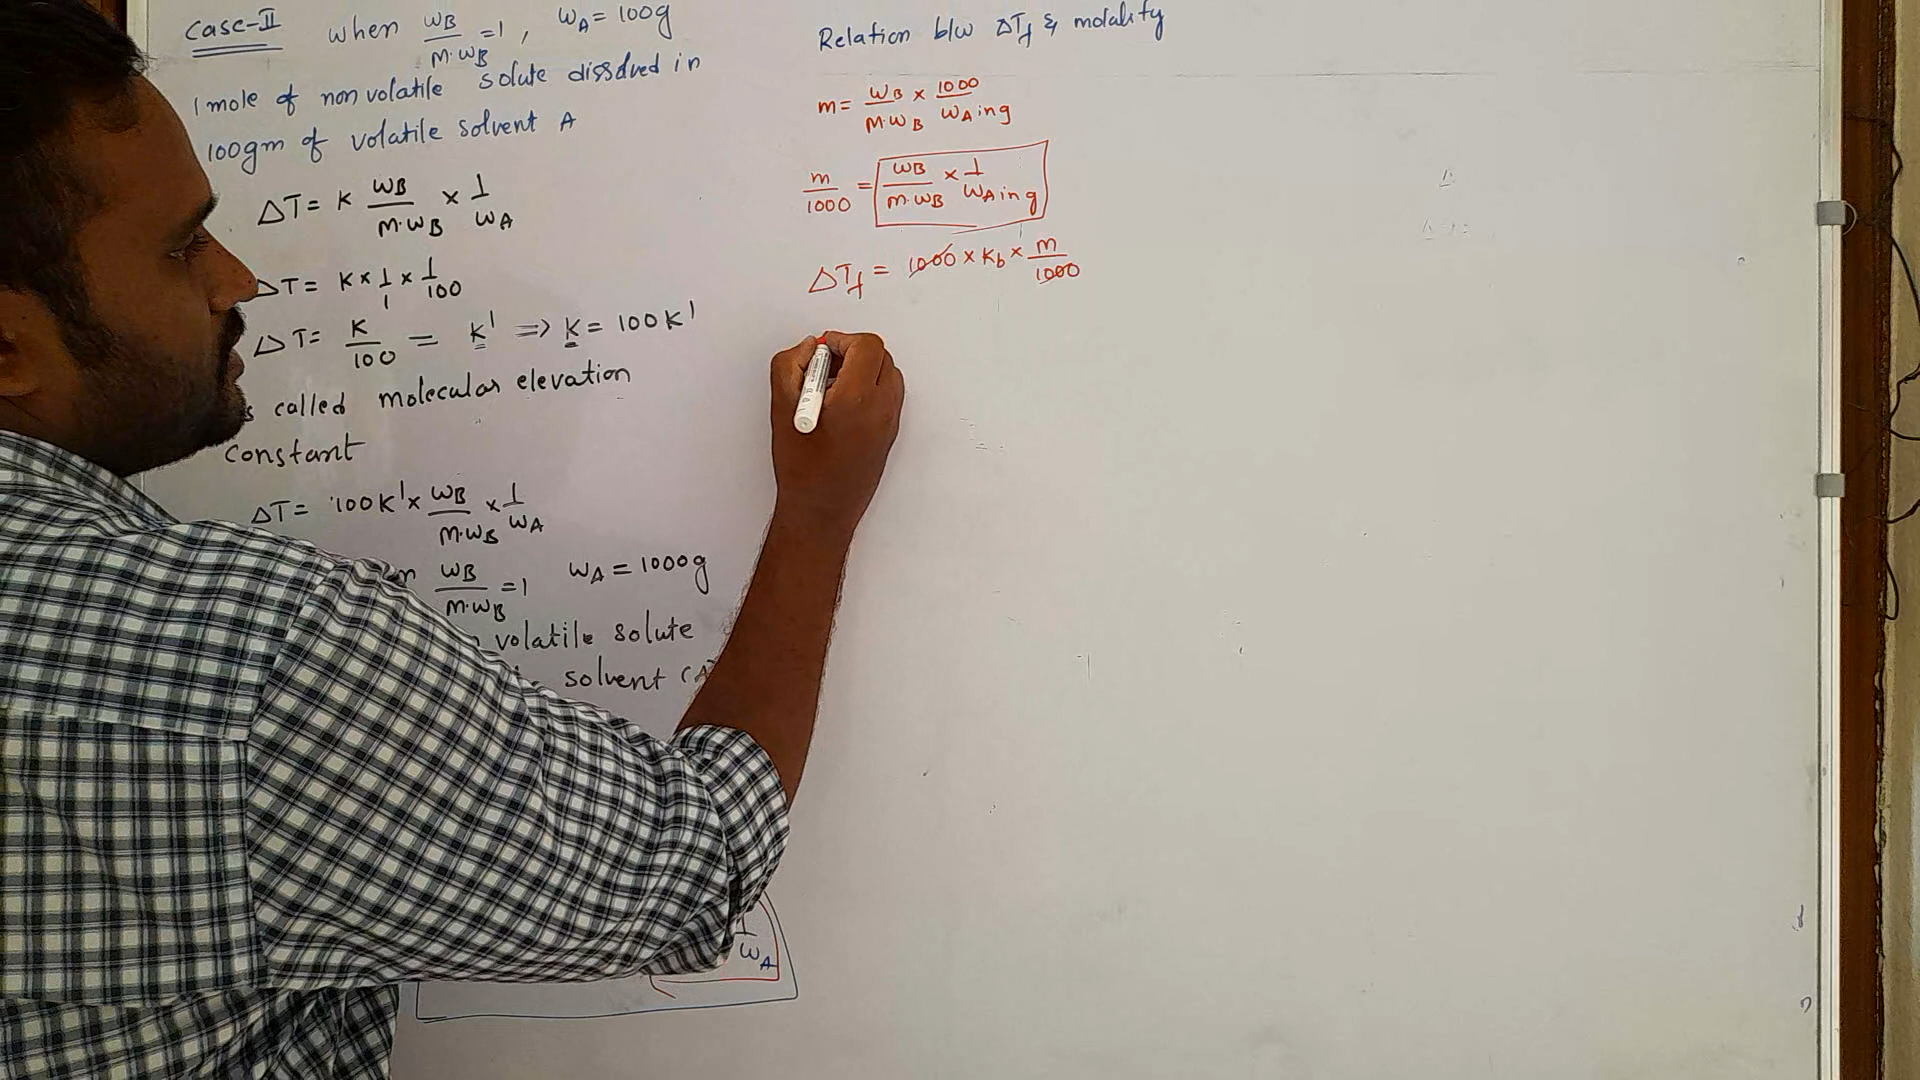 Case-II when WB/M.WB =1, WA = 100g
1 mole of non volatile solute dissolved in
100gm of volatile solvent A
ΔT = K WB/M.WB × 1/WA
ΔT = K × 1/1 × 1/100
ΔT = K/100 = K' => K = 100K'
called molecular elevation
constant
ΔT = 100K' × WB/M.WB × 1/WA
WB/M.WB =1 WA = 1000g
volatile solute
solvent (A
WA
Relation b/w ΔTf & molality
m = WB/M.WB × 1000/WA in g
m/1000 = WB/M.WB × 1/WA in g
ΔTf = 1000 × Kb × m/1000